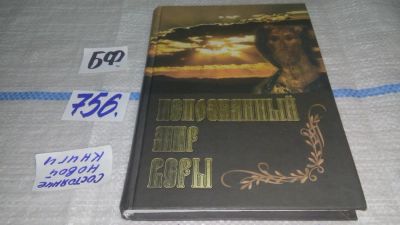 БФ
756.
СОСТОЯНИЕ
НОВОЙ
КНИГИ
НЕПОЗНАННЫЙ
МИР
ВЕРЫ